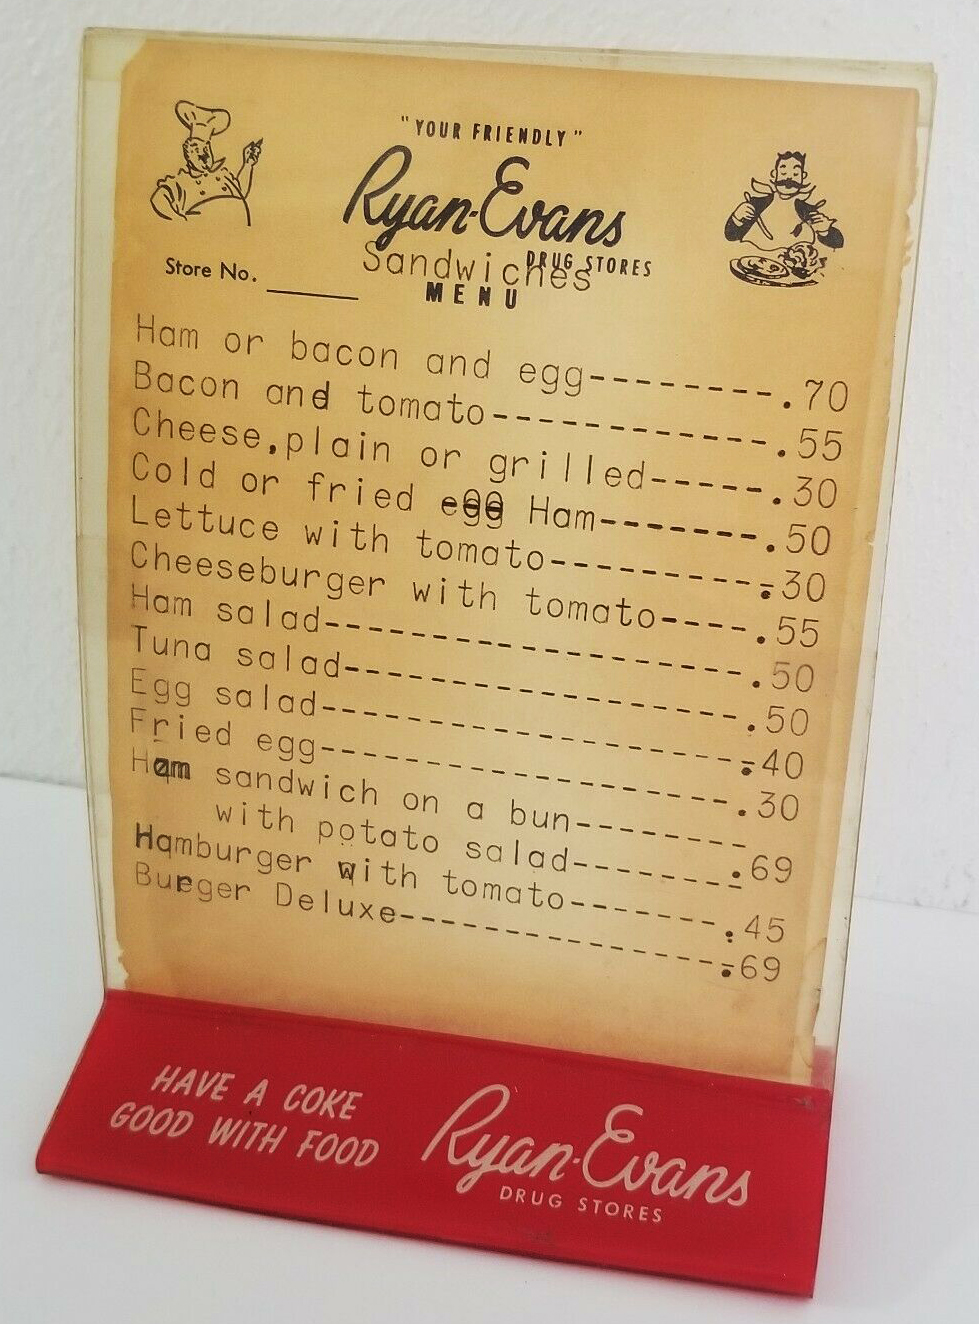 "YOUR FRIENDLY"
Ryan-Evans
DRUG STORES
Sandwiches
Store No. ______
MENU
Ham or bacon and egg--------.70
Bacon and tomato-------------.55
Cheese,plain or grilled-----.30
Cold or fried egg Ham-------.50
Lettuce with tomato----------.30
Cheeseburger with tomato----.55
Ham salad--------------------.50
Tuna salad-------------------.50
Egg salad--------------------.40
Fried egg--------------------.30
Ham sandwich on a bun--------
with potato salad--------.69
Hamburger with tomato-------.45
Burger Deluxe----------------.69
HAVE A COKE
GOOD WITH FOOD
Ryan-Evans
DRUG STORES